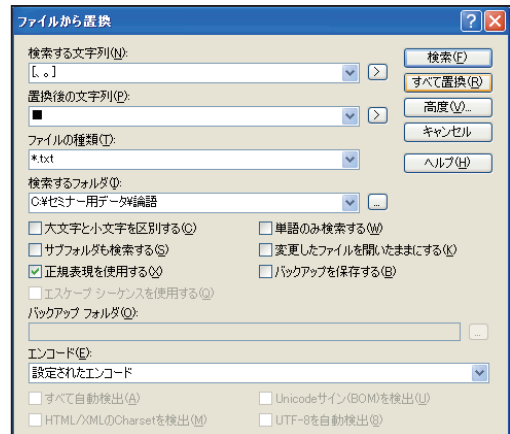 ファイルから置換
検索する文字列(N):
[、。]
検索(F)
すべて置換(R)
置換後の文字列(P):
■
高度(V)...
キャンセル
ファイルの種類(T):
*.txt
ヘルプ(H)
検索するフォルダ(I):
C:¥セミナー用データ¥論語
大文字と小文字を区別する(C)
単語のみ検索する(W)
サブフォルダも検索する(S)
変更したファイルを開いたままにする(K)
正規表現を使用する(X)
バックアップを保存する(B)
エスケープ シーケンスを使用する(Q)
バックアップ フォルダ(O):
エンコード(E):
設定されたエンコード
すべて自動検出(A)
Unicodeサイン(BOM)を検出(U)
HTML/XMLのCharsetを検出(M)
UTF-8を自動検出(8)